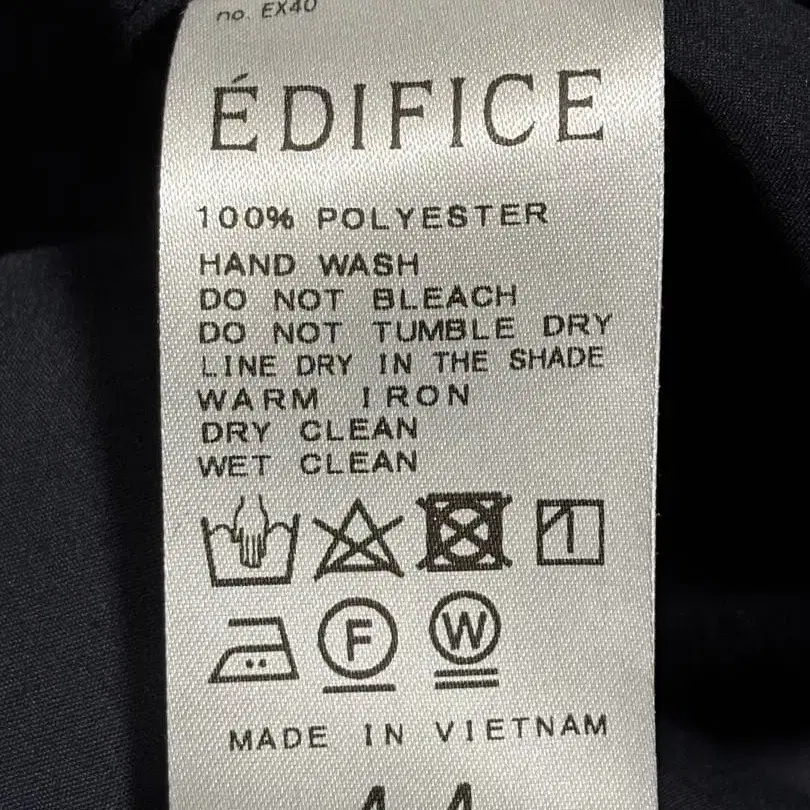 no. EX40
ÉDIFICE
100% POLYESTER
HAND WASH
DO NOT BLEACH
DO NOT TUMBLE DRY
LINE DRY IN THE SHADE
WARM IRON
DRY CLEAN
WET CLEAN
F W
MADE IN VIETNAM